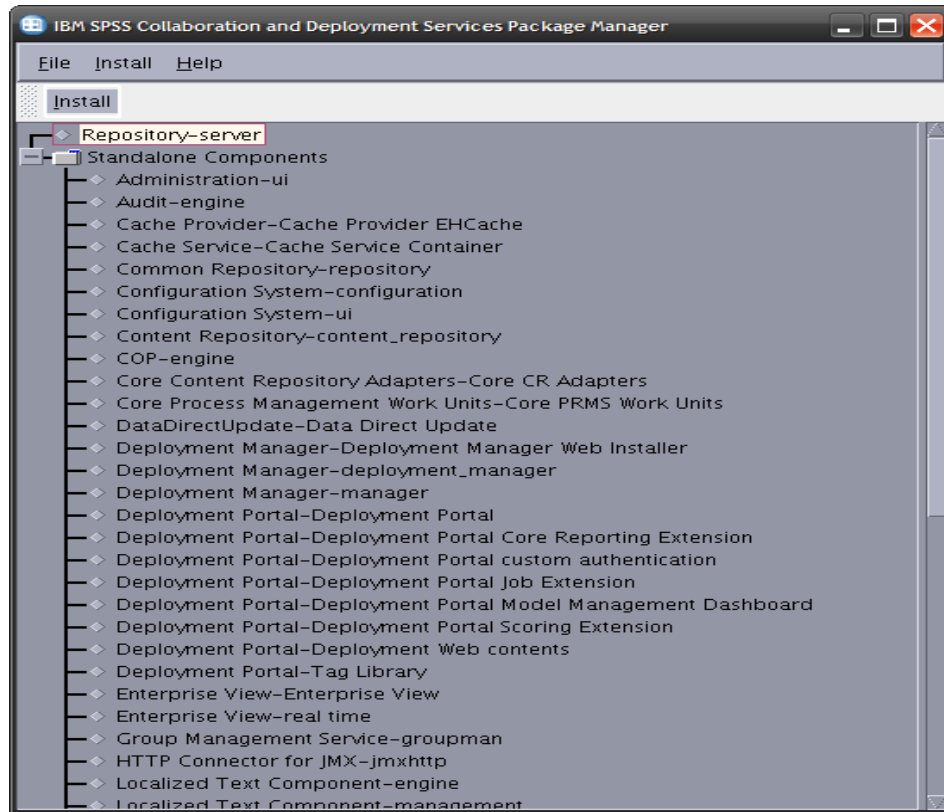 IBM SPSS Collaboration and Deployment Services Package Manager
File Install Help
Install
Repository-server
Standalone Components
Administration-ui
Audit-engine
Cache Provider-Cache Provider EHCache
Cache Service-Cache Service Container
Common Repository-repository
Configuration System-configuration
Configuration System-ui
Content Repository-content_repository
COP-engine
Core Content Repository Adapters-Core CR Adapters
Core Process Management Work Units-Core PRMS Work Units
DataDirectUpdate-Data Direct Update
Deployment Manager-Deployment Manager Web Installer
Deployment Manager-deployment_manager
Deployment Manager-manager
Deployment Portal-Deployment Portal
Deployment Portal-Deployment Portal Core Reporting Extension
Deployment Portal-Deployment Portal custom authentication
Deployment Portal-Deployment Portal Job Extension
Deployment Portal-Deployment Portal Model Management Dashboard
Deployment Portal-Deployment Portal Scoring Extension
Deployment Portal-Deployment Web contents
Deployment Portal-Tag Library
Enterprise View-Enterprise View
Enterprise View-real time
Group Management Service-groupman
HTTP Connector for JMX-jmxhttp
Localized Text Component-engine
Localized Text Component-management